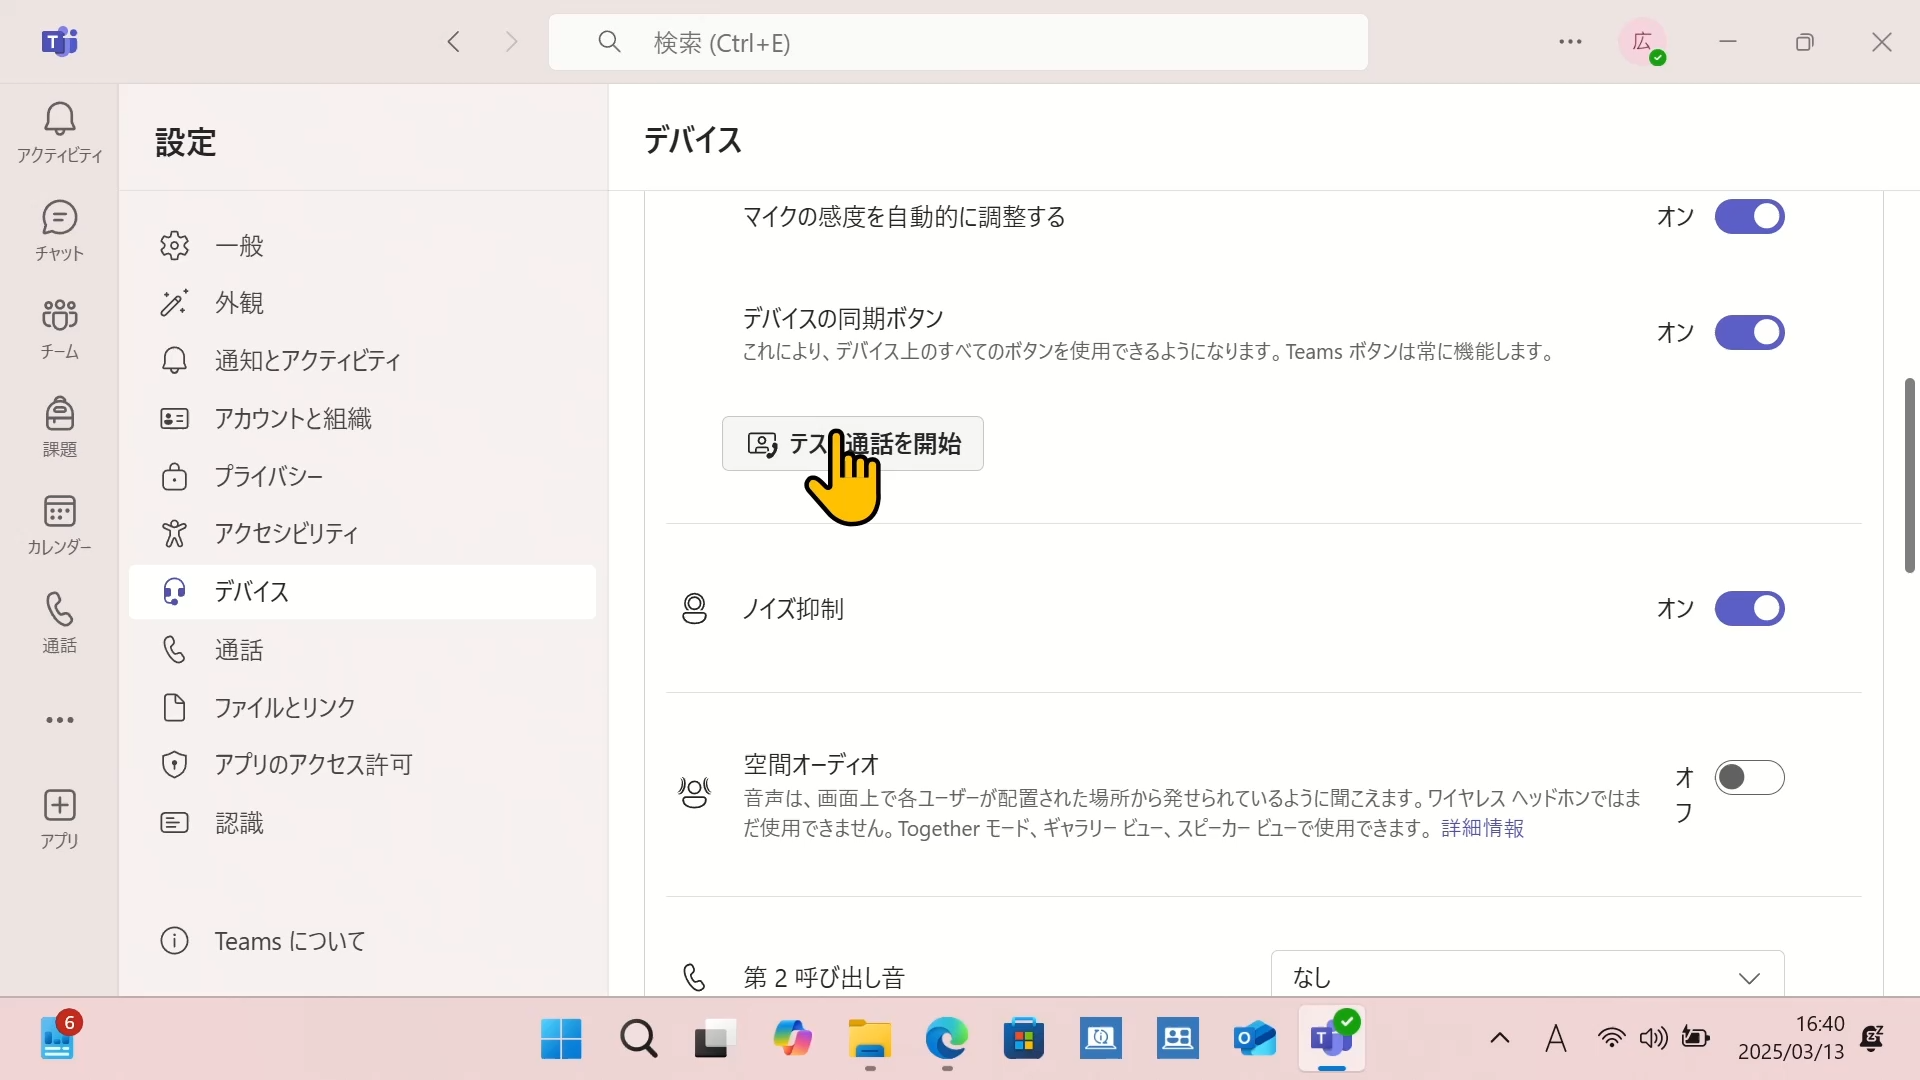 検索 (Ctrl+E)
広
アクティビティ
チャット
チーム
課題
カレンダー
通話
アプリ
設定
一般
外観
通知とアクティビティ
アカウントと組織
プライバシー
アクセシビリティ
デバイス
通話
ファイルとリンク
アプリのアクセス許可
認識
Teams について
デバイス
マイクの感度を自動的に調整する
オン
デバイスの同期ボタン
これにより、デバイス上のすべてのボタンを使用できるようになります。Teams ボタンは常に機能します。
オン
テス 通話を開始
ノイズ抑制
オン
空間オーディオ
音声は、画面上で各ユーザーが配置された場所から発せられているように聞こえます。ワイヤレス ヘッドホンではま
だ使用できません。Together モード、ギャラリー ビュー、スピーカー ビューで使用できます。 詳細情報
オ
フ
第 2 呼び出し音
なし
6
A
16:40
2025/03/13